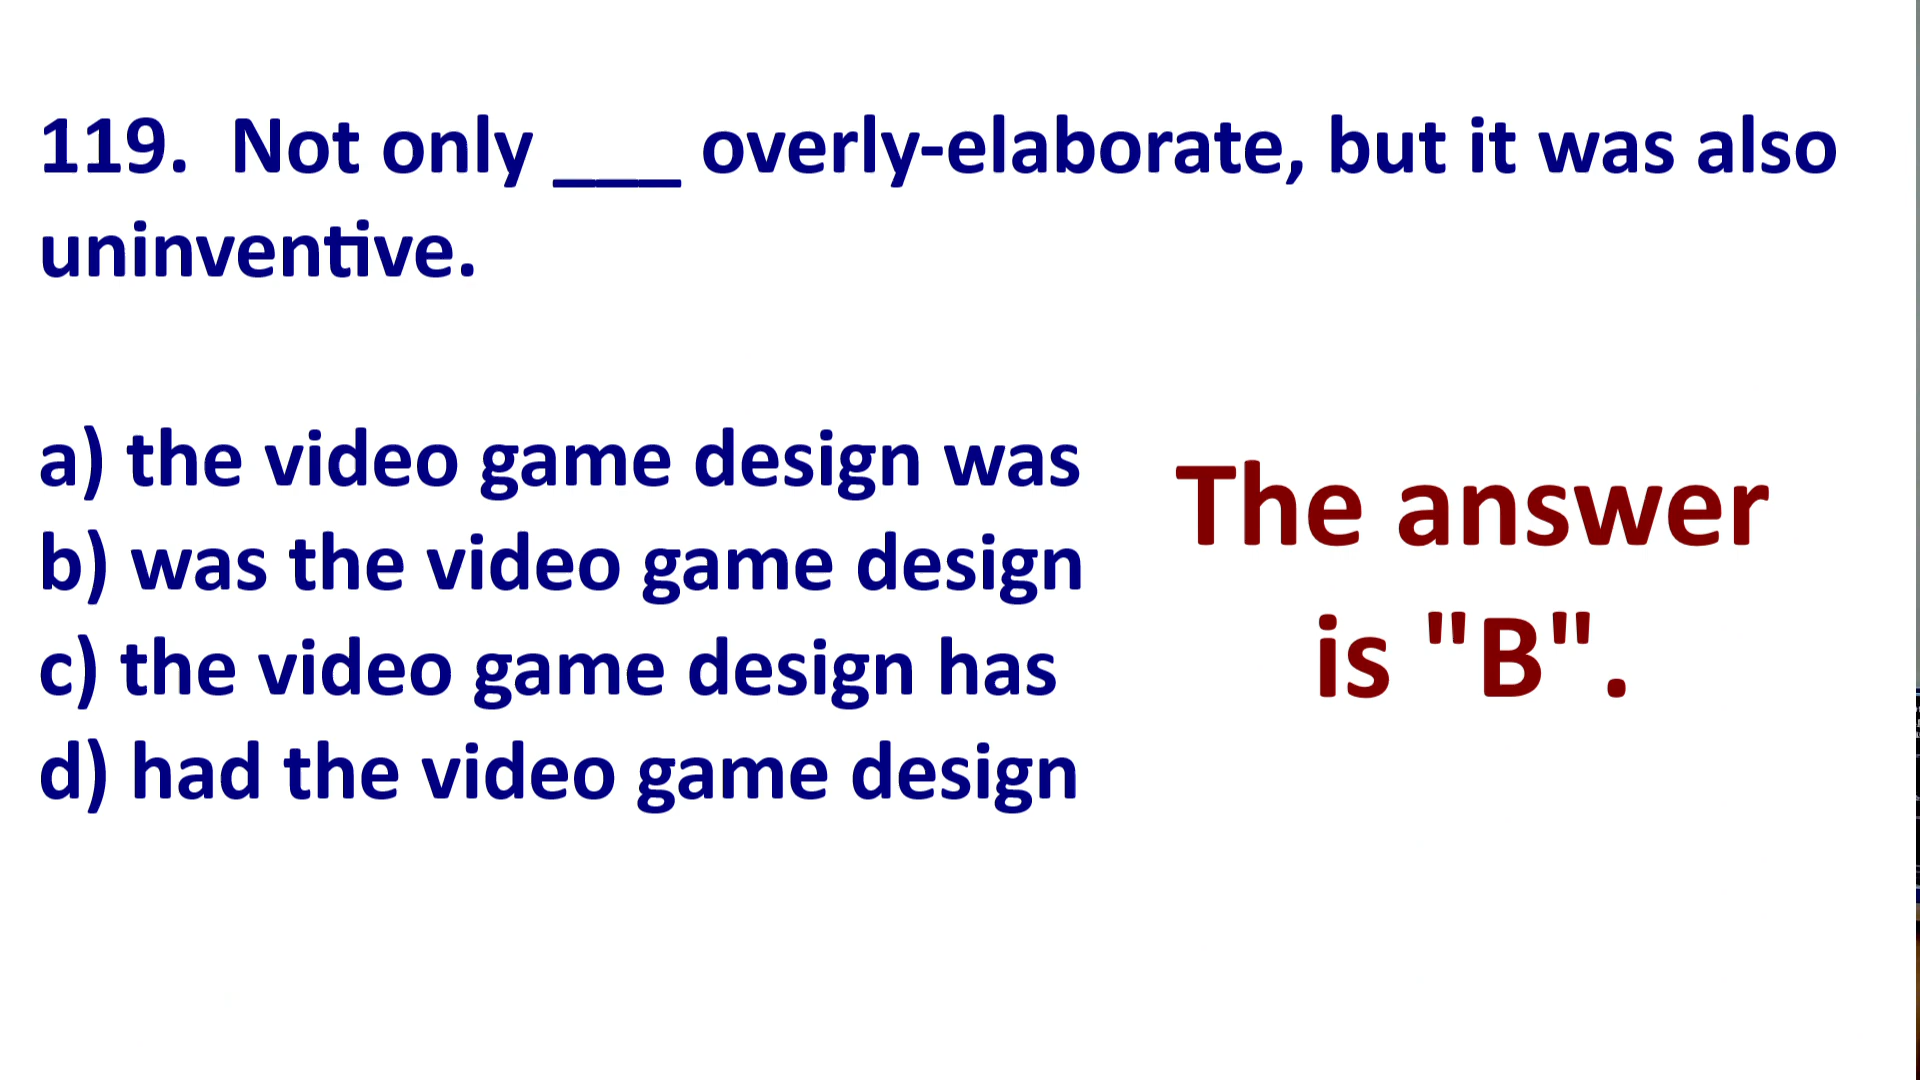 119. Not only ___ overly-elaborate, but it was also
uninventive.
a) the video game design was
b) was the video game design
c) the video game design has
d) had the video game design
The answer
is "B".